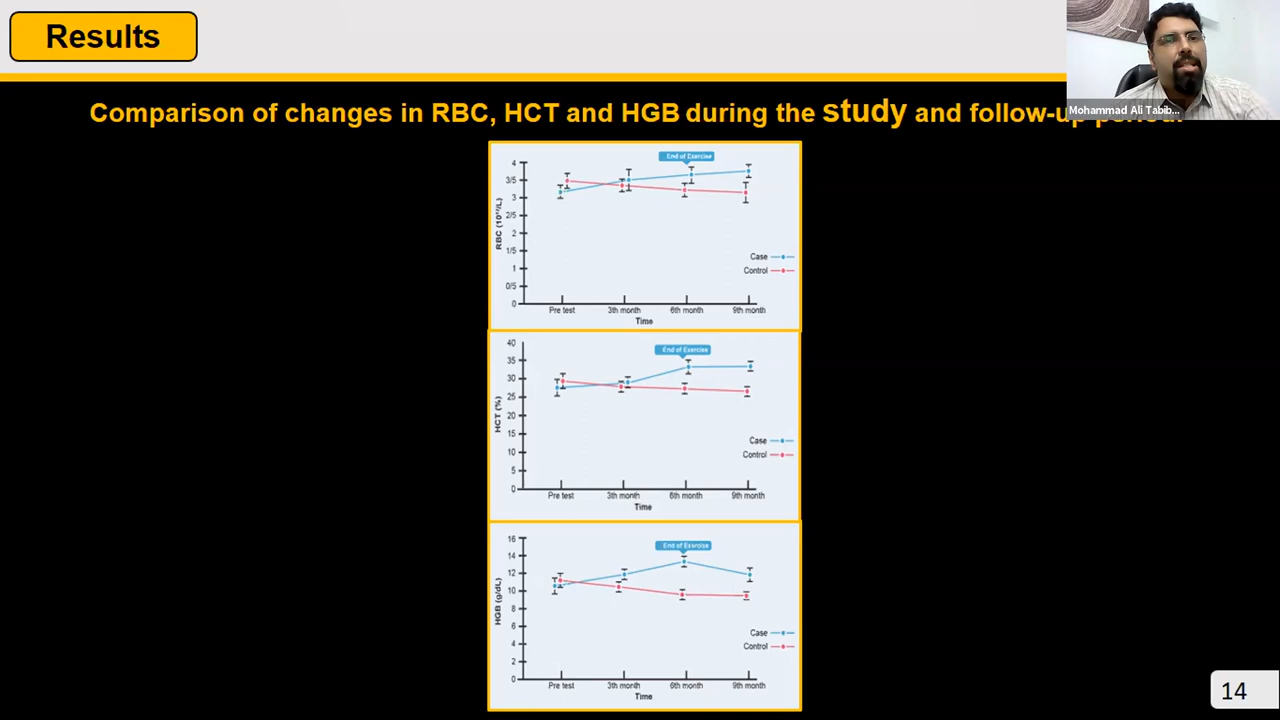 Results
Mohammad Ali Tabib...
Comparison of changes in RBC, HCT and HGB during the study and follow-up period.
End of Exercise
4
3/5
3
2/5
2
1/5
1
0/5
0
RBC (10¹²/L)
Case
Control
Pre test 3th month 6th month 9th month
Time
End of Exercise
40
35
30
25
20
15
10
5
0
HCT (%)
Case
Control
Pre test 3th month 6th month 9th month
Time
End of Exercise
16
14
12
10
8
6
4
2
0
HGB (g/dL)
Case
Control
Pre test 3th month 6th month 9th month
Time
14